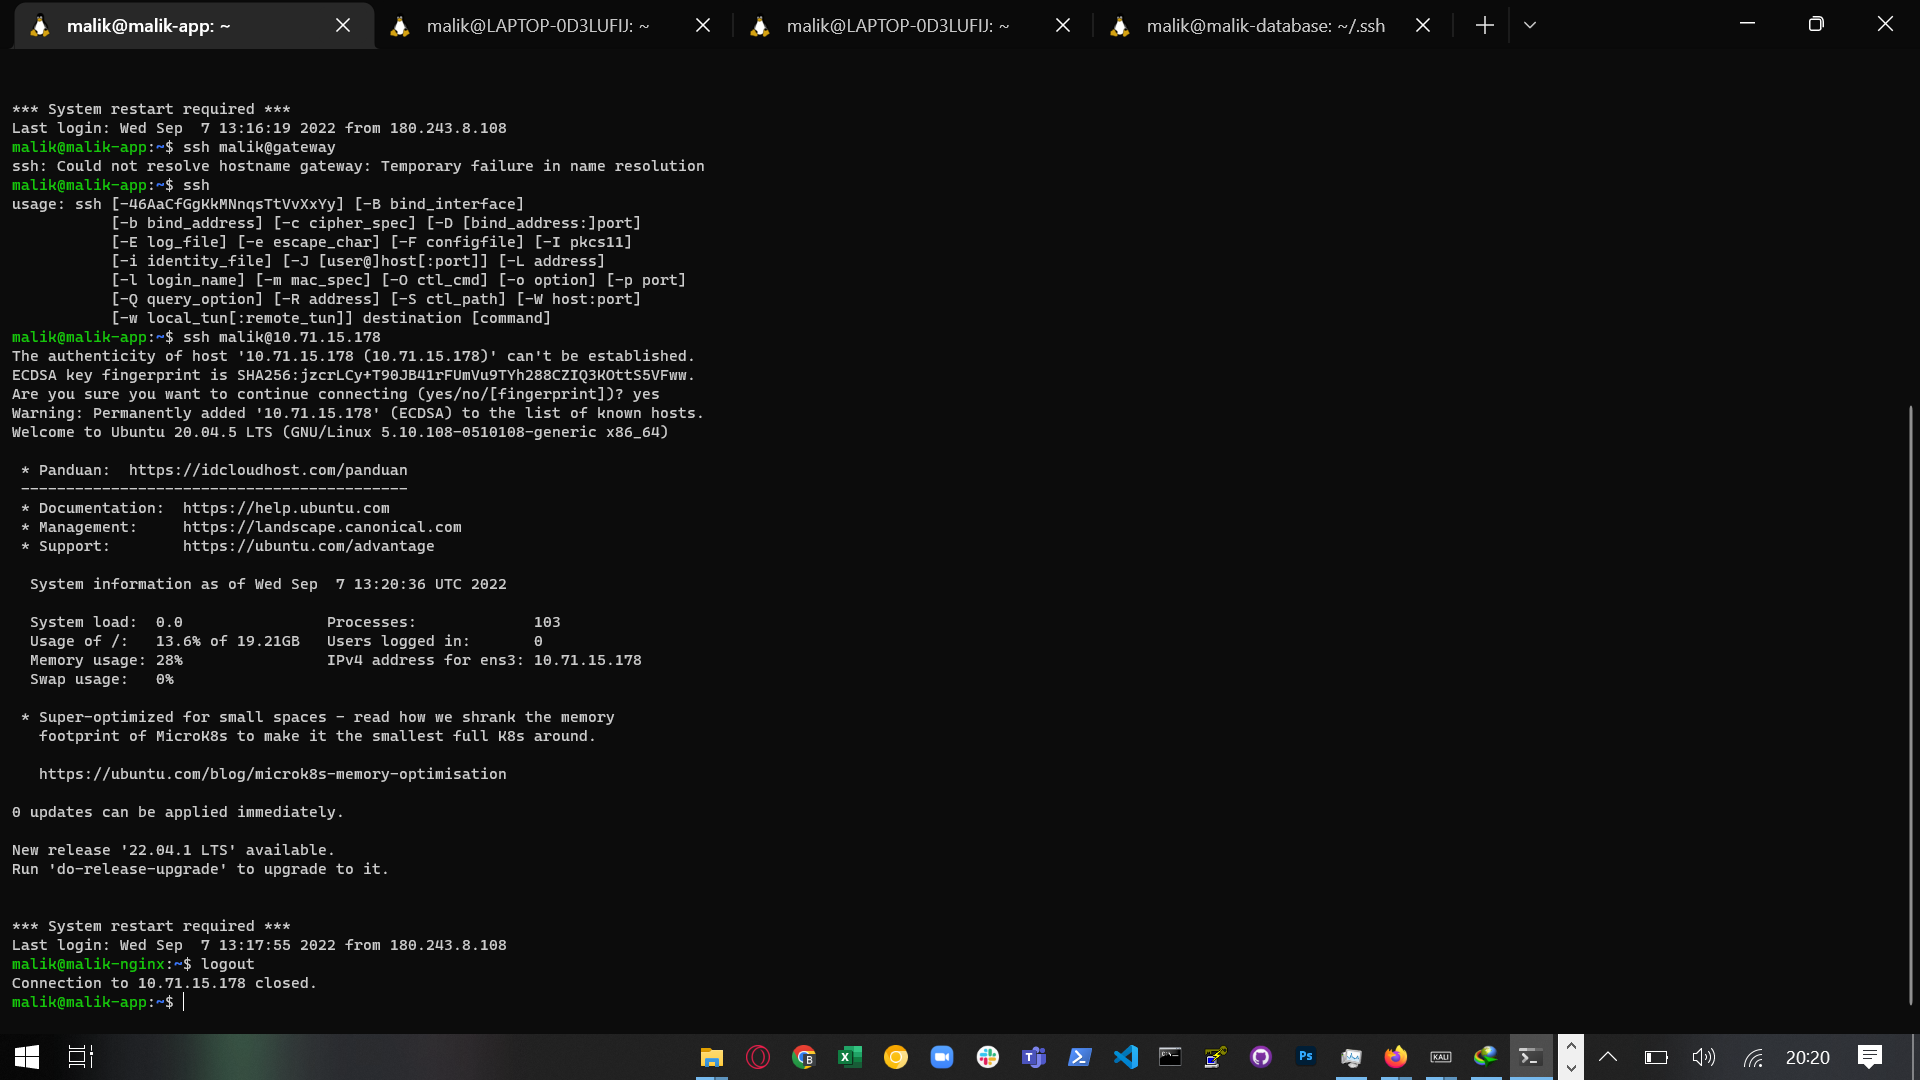 malik@malik-app: ~
malik@LAPTOP-0D3LUFIJ: ~
malik@LAPTOP-0D3LUFIJ: ~
malik@malik-database: ~/.ssh
*** System restart required ***
Last login: Wed Sep  7 13:16:19 2022 from 180.243.8.108
malik@malik-app:~$ ssh malik@gateway
ssh: Could not resolve hostname gateway: Temporary failure in name resolution
malik@malik-app:~$ ssh
usage: ssh [-46AaCfGgKkMNnqsTtVvXxYy] [-B bind_interface]
           [-b bind_address] [-c cipher_spec] [-D [bind_address:]port]
           [-E log_file] [-e escape_char] [-F configfile] [-I pkcs11]
           [-i identity_file] [-J [user@]host[:port]] [-L address]
           [-l login_name] [-m mac_spec] [-O ctl_cmd] [-o option] [-p port]
           [-Q query_option] [-R address] [-S ctl_path] [-W host:port]
           [-w local_tun[:remote_tun]] destination [command]
malik@malik-app:~$ ssh malik@10.71.15.178
The authenticity of host '10.71.15.178 (10.71.15.178)' can't be established.
ECDSA key fingerprint is SHA256:jzcrLCy+T90JB41rFUmVu9TYh288CZIQ3KOttS5VFww.
Are you sure you want to continue connecting (yes/no/[fingerprint])? yes
Warning: Permanently added '10.71.15.178' (ECDSA) to the list of known hosts.
Welcome to Ubuntu 20.04.5 LTS (GNU/Linux 5.10.108-0510108-generic x86_64)
 * Panduan:  https://idcloudhost.com/panduan
 -------------------------------------------
 * Documentation:  https://help.ubuntu.com
 * Management:     https://landscape.canonical.com
 * Support:        https://ubuntu.com/advantage
  System information as of Wed Sep  7 13:20:36 UTC 2022
  System load:  0.0                Processes:             103
  Usage of /:   13.6% of 19.21GB   Users logged in:       0
  Memory usage: 28%                IPv4 address for ens3: 10.71.15.178
  Swap usage:   0%
 * Super-optimized for small spaces - read how we shrank the memory
   footprint of MicroK8s to make it the smallest full K8s around.
   https://ubuntu.com/blog/microk8s-memory-optimisation
0 updates can be applied immediately.
New release '22.04.1 LTS' available.
Run 'do-release-upgrade' to upgrade to it.
*** System restart required ***
Last login: Wed Sep  7 13:17:55 2022 from 180.243.8.108
malik@malik-nginx:~$ logout
Connection to 10.71.15.178 closed.
malik@malik-app:~$
Ps
KALI
20:20